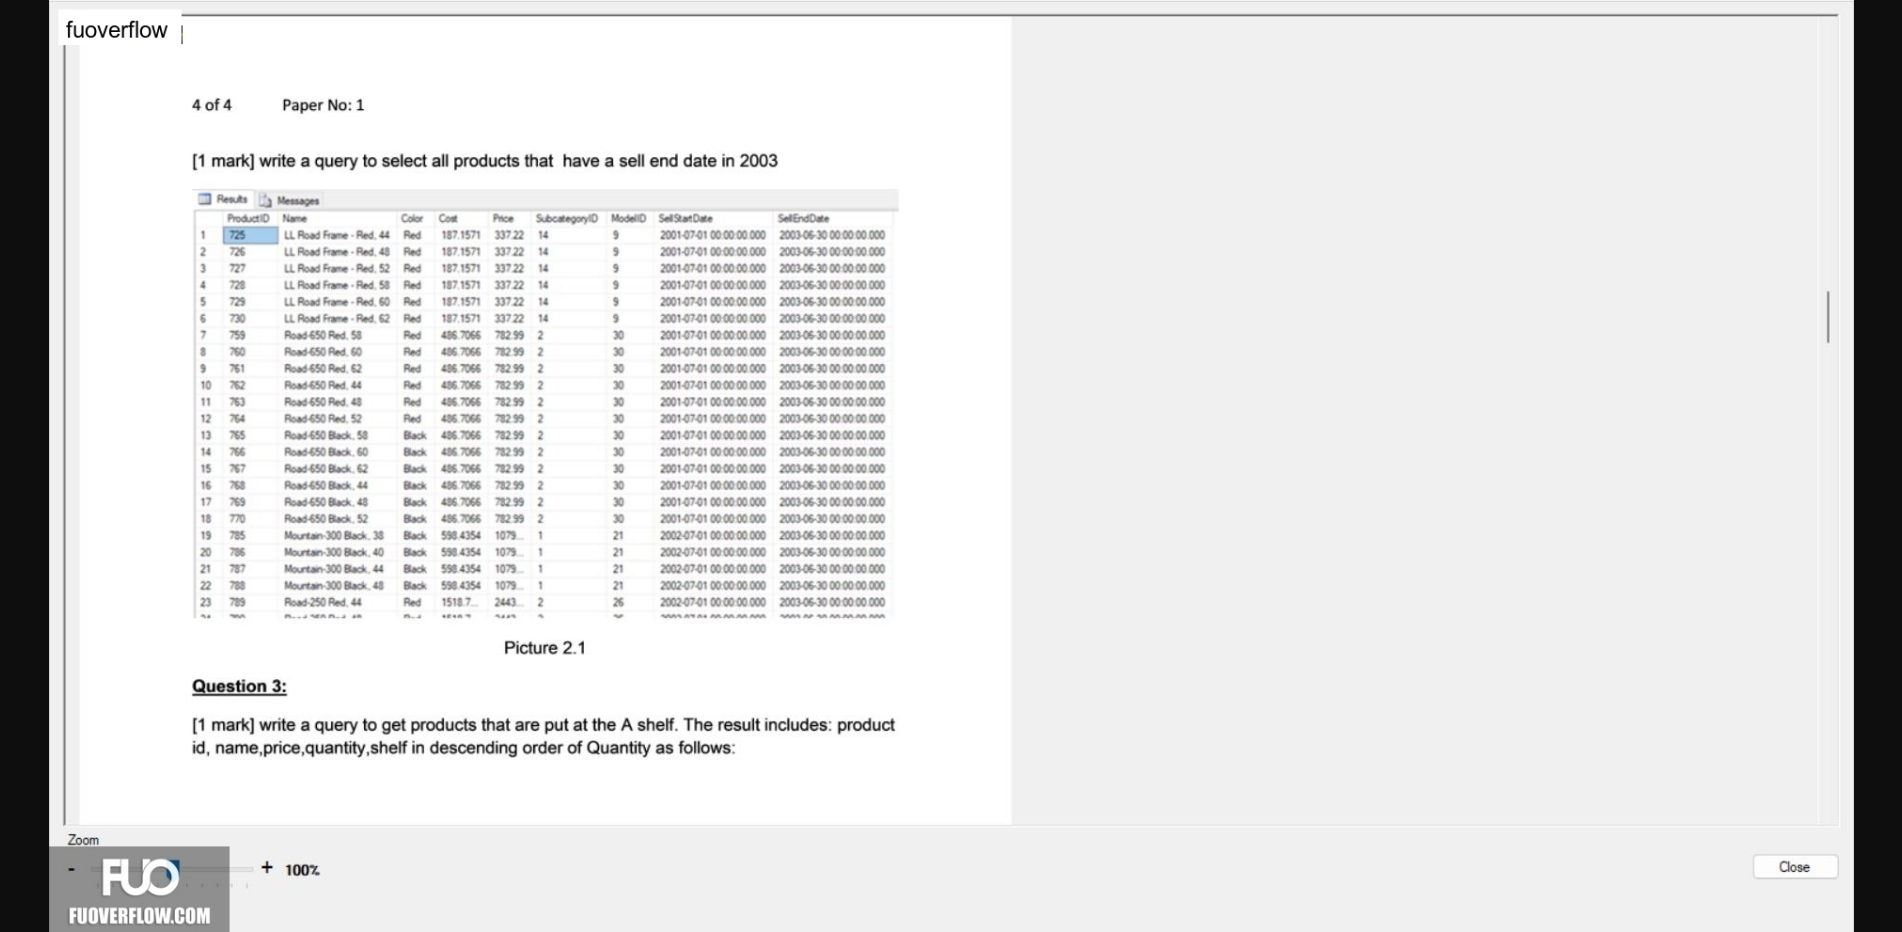 fuoverflow
4 of 4 Paper No: 1
[1 mark] write a query to select all products that have a sell end date in 2003
Results Messages
ProductID Name Color Cost Price SubcategoryID ModelID SellStartDate SellEndDate
1 725 LL Road Frame - Red, 44 Red 187.1571 337.22 14 9 2001-07-01 00:00:00.000 2003-06-30 00:00:00.000
2 726 LL Road Frame - Red, 48 Red 187.1571 337.22 14 9 2001-07-01 00:00:00.000 2003-06-30 00:00:00.000
3 727 LL Road Frame - Red, 52 Red 187.1571 337.22 14 9 2001-07-01 00:00:00.000 2003-06-30 00:00:00.000
4 728 LL Road Frame - Red, 58 Red 187.1571 337.22 14 9 2001-07-01 00:00:00.000 2003-06-30 00:00:00.000
5 729 LL Road Frame - Red, 60 Red 187.1571 337.22 14 9 2001-07-01 00:00:00.000 2003-06-30 00:00:00.000
6 730 LL Road Frame - Red, 62 Red 187.1571 337.22 14 9 2001-07-01 00:00:00.000 2003-06-30 00:00:00.000
7 759 Road-650 Red, 58 Red 486.7066 782.99 2 30 2001-07-01 00:00:00.000 2003-06-30 00:00:00.000
8 760 Road-650 Red, 60 Red 486.7066 782.99 2 30 2001-07-01 00:00:00.000 2003-06-30 00:00:00.000
9 761 Road-650 Red, 62 Red 486.7066 782.99 2 30 2001-07-01 00:00:00.000 2003-06-30 00:00:00.000
10 762 Road-650 Red, 44 Red 486.7066 782.99 2 30 2001-07-01 00:00:00.000 2003-06-30 00:00:00.000
11 763 Road-650 Red, 48 Red 486.7066 782.99 2 30 2001-07-01 00:00:00.000 2003-06-30 00:00:00.000
12 764 Road-650 Red, 52 Red 486.7066 782.99 2 30 2001-07-01 00:00:00.000 2003-06-30 00:00:00.000
13 765 Road-650 Black, 58 Black 486.7066 782.99 2 30 2001-07-01 00:00:00.000 2003-06-30 00:00:00.000
14 766 Road-650 Black, 60 Black 486.7066 782.99 2 30 2001-07-01 00:00:00.000 2003-06-30 00:00:00.000
15 767 Road-650 Black, 62 Black 486.7066 782.99 2 30 2001-07-01 00:00:00.000 2003-06-30 00:00:00.000
16 768 Road-650 Black, 44 Black 486.7066 782.99 2 30 2001-07-01 00:00:00.000 2003-06-30 00:00:00.000
17 769 Road-650 Black, 48 Black 486.7066 782.99 2 30 2001-07-01 00:00:00.000 2003-06-30 00:00:00.000
18 770 Road-650 Black, 52 Black 486.7066 782.99 2 30 2001-07-01 00:00:00.000 2003-06-30 00:00:00.000
19 785 Mountain-300 Black, 38 Black 598.4354 1079... 1 21 2002-07-01 00:00:00.000 2003-06-30 00:00:00.000
20 786 Mountain-300 Black, 40 Black 598.4354 1079... 1 21 2002-07-01 00:00:00.000 2003-06-30 00:00:00.000
21 787 Mountain-300 Black, 44 Black 598.4354 1079... 1 21 2002-07-01 00:00:00.000 2003-06-30 00:00:00.000
22 788 Mountain-300 Black, 48 Black 598.4354 1079... 1 21 2002-07-01 00:00:00.000 2003-06-30 00:00:00.000
23 789 Road-250 Red, 44 Red 1518.7... 2443... 2 26 2002-07-01 00:00:00.000 2003-06-30 00:00:00.000
Picture 2.1
Question 3:
[1 mark] write a query to get products that are put at the A shelf. The result includes: product
id, name,price,quantity,shelf in descending order of Quantity as follows:
Zoom
- + 100%
Close
FUO
FUOVERFLOW.COM